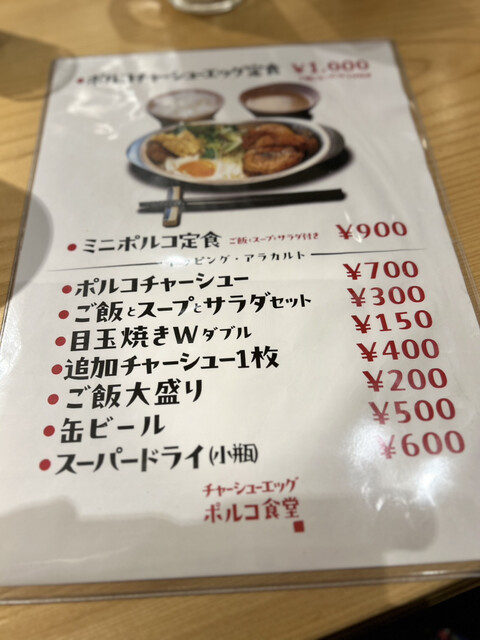 ●ポルコチャーシューエッグ定食 ¥1,000
●ミニポルコ定食 ご飯とスープとサラダ付き ¥900
トッピング・アラカルト
●ポルコチャーシュー ¥700
●ご飯とスープとサラダセット ¥300
●目玉焼きWダブル ¥150
●追加チャーシュー1枚 ¥400
●ご飯大盛り ¥200
●缶ビール ¥500
●スーパードライ(小瓶) ¥600
チャーシューエッグ
ポルコ食堂